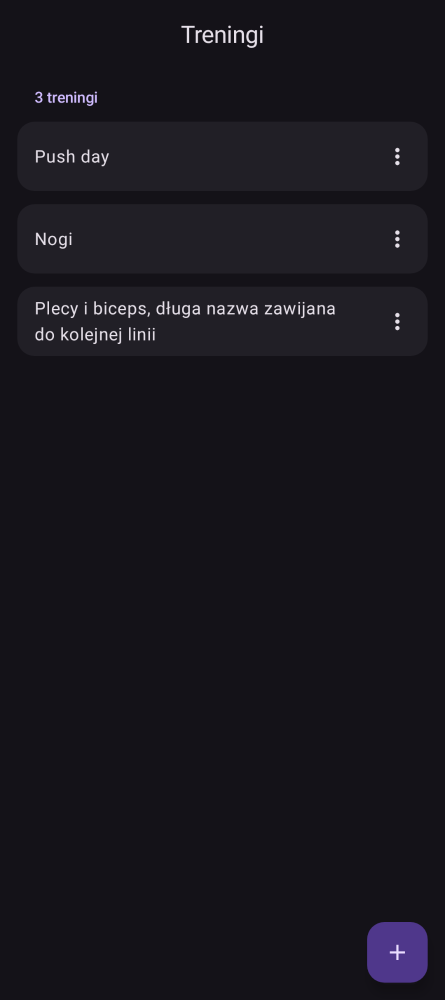 Treningi
3 treningi
Push day
Nogi
Plecy i biceps, długa nazwa zawijana
do kolejnej linii